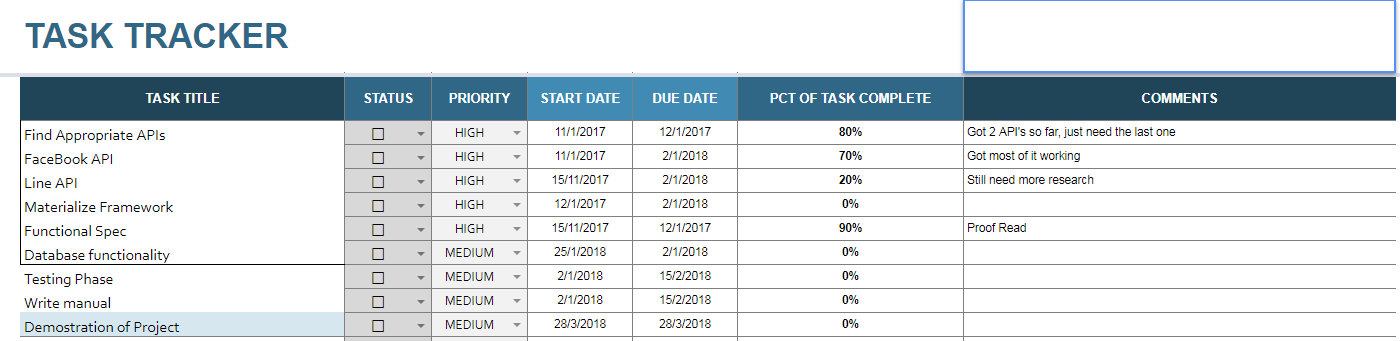 TASK TRACKER
TASK TITLE STATUS PRIORITY START DATE DUE DATE PCT OF TASK COMPLETE COMMENTS
Find Appropriate APIs HIGH 11/1/2017 12/1/2017 80% Got 2 API's so far, just need the last one
FaceBook API HIGH 11/1/2017 2/1/2018 70% Got most of it working
Line API HIGH 15/11/2017 2/1/2018 20% Still need more research
Materialize Framework HIGH 12/1/2017 2/1/2018 0%
Functional Spec HIGH 15/11/2017 12/1/2017 90% Proof Read
Database functionality MEDIUM 25/1/2018 2/1/2018 0%
Testing Phase MEDIUM 2/1/2018 15/2/2018 0%
Write manual MEDIUM 2/1/2018 15/2/2018 0%
Demostration of Project MEDIUM 28/3/2018 28/3/2018 0%